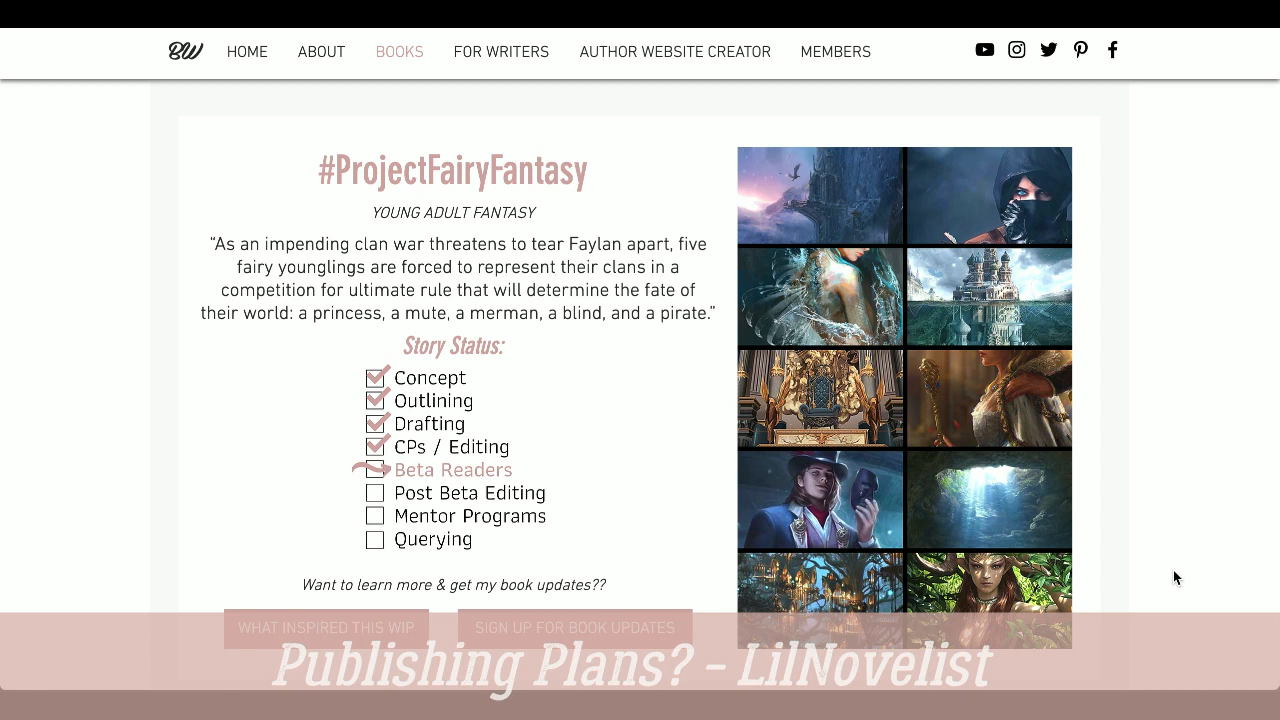 BW HOME ABOUT BOOKS FOR WRITERS AUTHOR WEBSITE CREATOR MEMBERS
#ProjectFairyFantasy
YOUNG ADULT FANTASY
“As an impending clan war threatens to tear Faylan apart, five
fairy younglings are forced to represent their clans in a
competition for ultimate rule that will determine the fate of
their world: a princess, a mute, a merman, a blind, and a pirate.”
Story Status:
Concept
Outlining
Drafting
CPs / Editing
Beta Readers
Post Beta Editing
Mentor Programs
Querying
Want to learn more & get my book updates??
WHAT INSPIRED THIS WIP SIGN UP FOR BOOK UPDATES
Publishing Plans? - LilNovelist